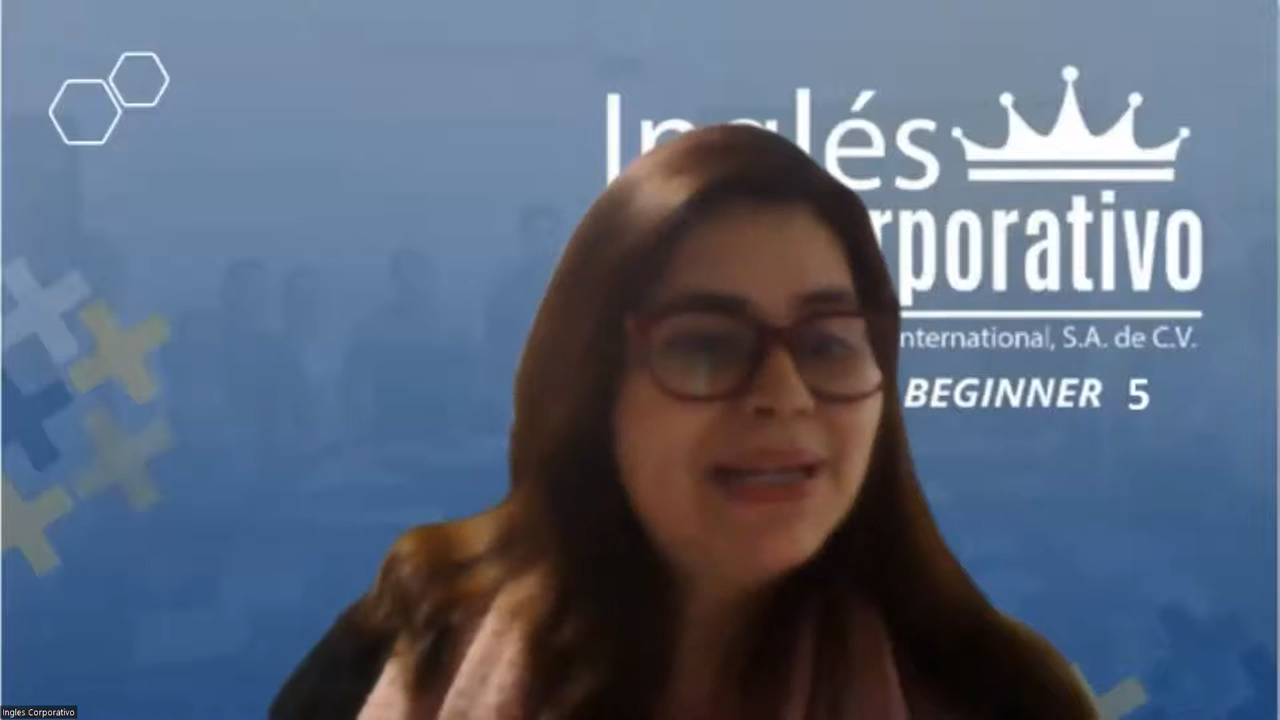 Inglés
rporativo
nternational, S.A. de C.V.
BEGINNER 5
Ingles Corporativo